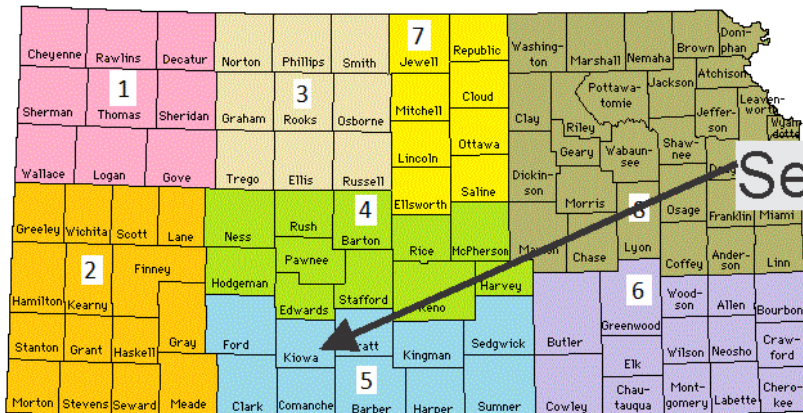 Cheyenne Rawlins Decatur Norton Phillips Smith 7 Jewell Republic Washing-ton Marshall Nemaha Brown Doni-phan
1 3
Sherman Thomas Sheridan Graham Rooks Osborne Mitchell Cloud Clay Riley Pottawa-tomie Jackson Atchison Jeffer-son Leaven-worth Wyan-dotte
Wallace Logan Gove Trego Ellis Russell Lincoln Ottawa Saline Dickin-son Geary Wabaun-see Shaw-nee Se
Greeley Wichita Scott Lane Ness Rush 4 Barton Ellsworth Rice McPherson Morris 8 Lyon Osage Franklin Miami
2
Hamilton Kearny Finney Hodgeman Pawnee Stafford Harvey Chase Coffey Ander-son Linn
Edwards Reno
Stanton Grant Haskell Gray Ford Kiowa Kingman Sedgwick Butler 6 Greenwood Wood-son Allen Bourbon
5 Elk Wilson Neosho Craw-ford
Morton Stevens Seward Meade Clark Comanche Barber Harper Sumner Cowley Chau-tauqua Mont-gomery Labette Chero-kee